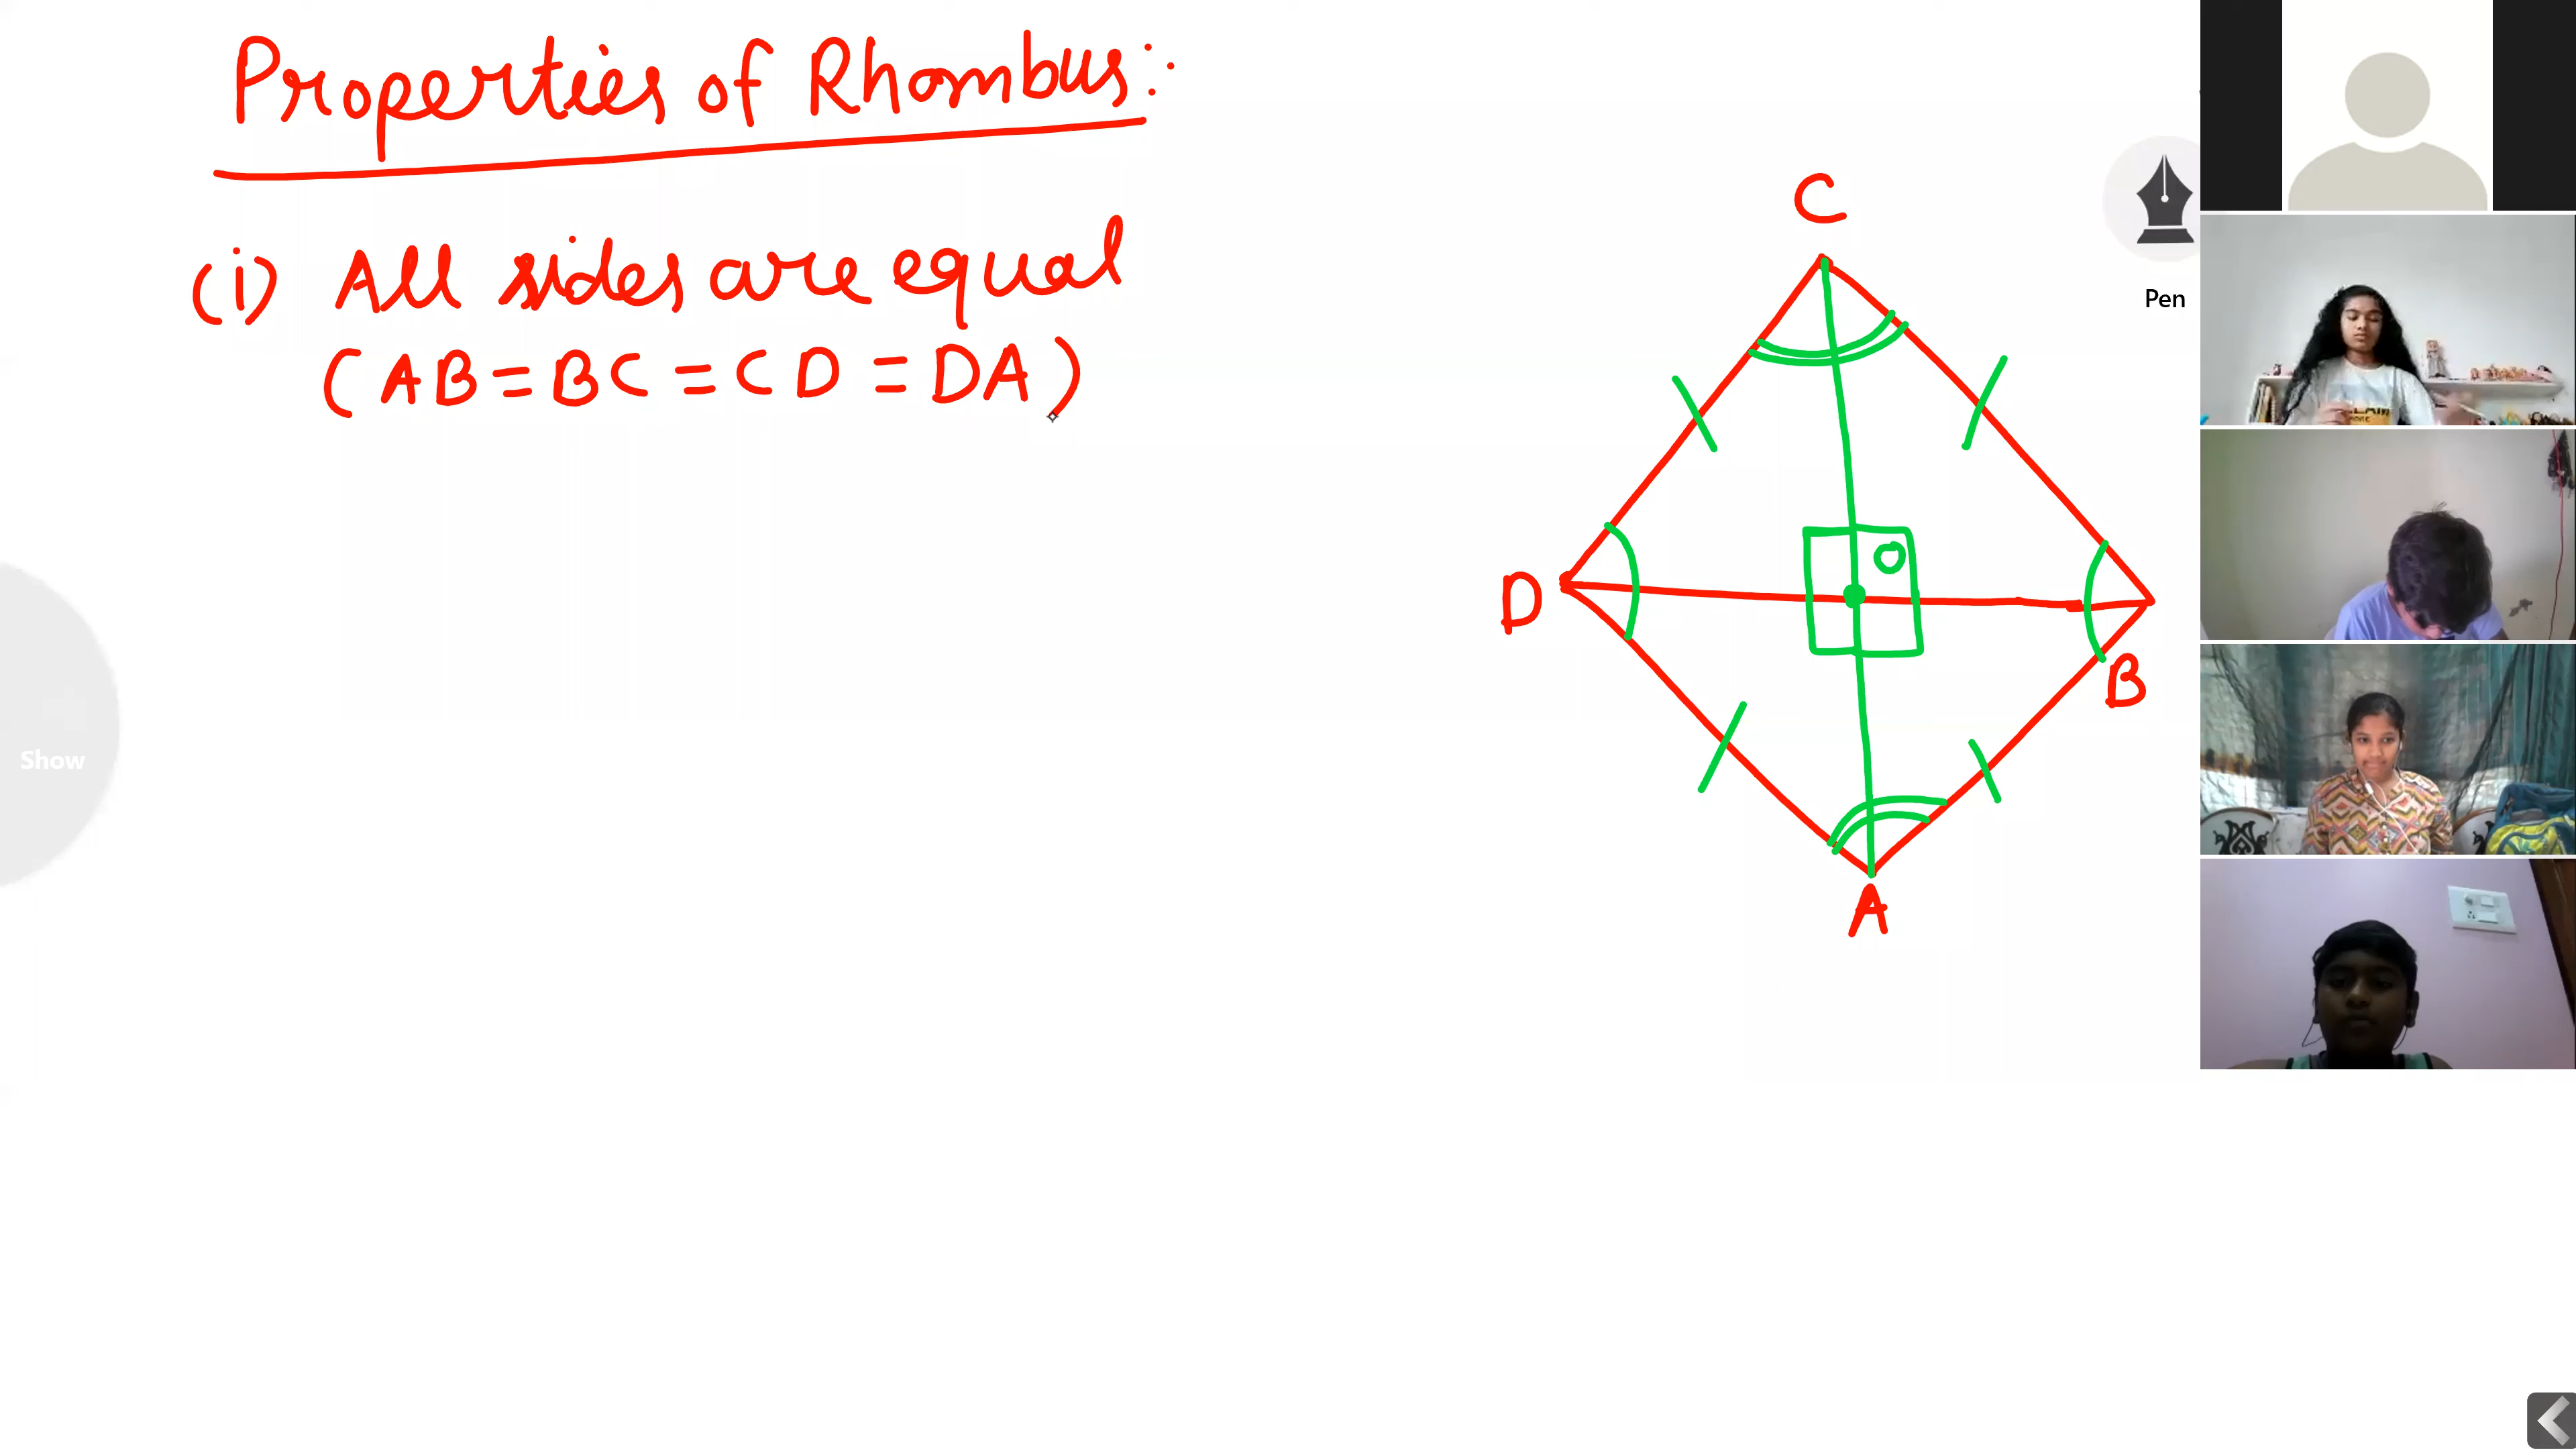 Properties of Rhombus:
(i) All sides are equal
(AB = BC = CD = DA)
C
D
O
B
A
Pen
Show